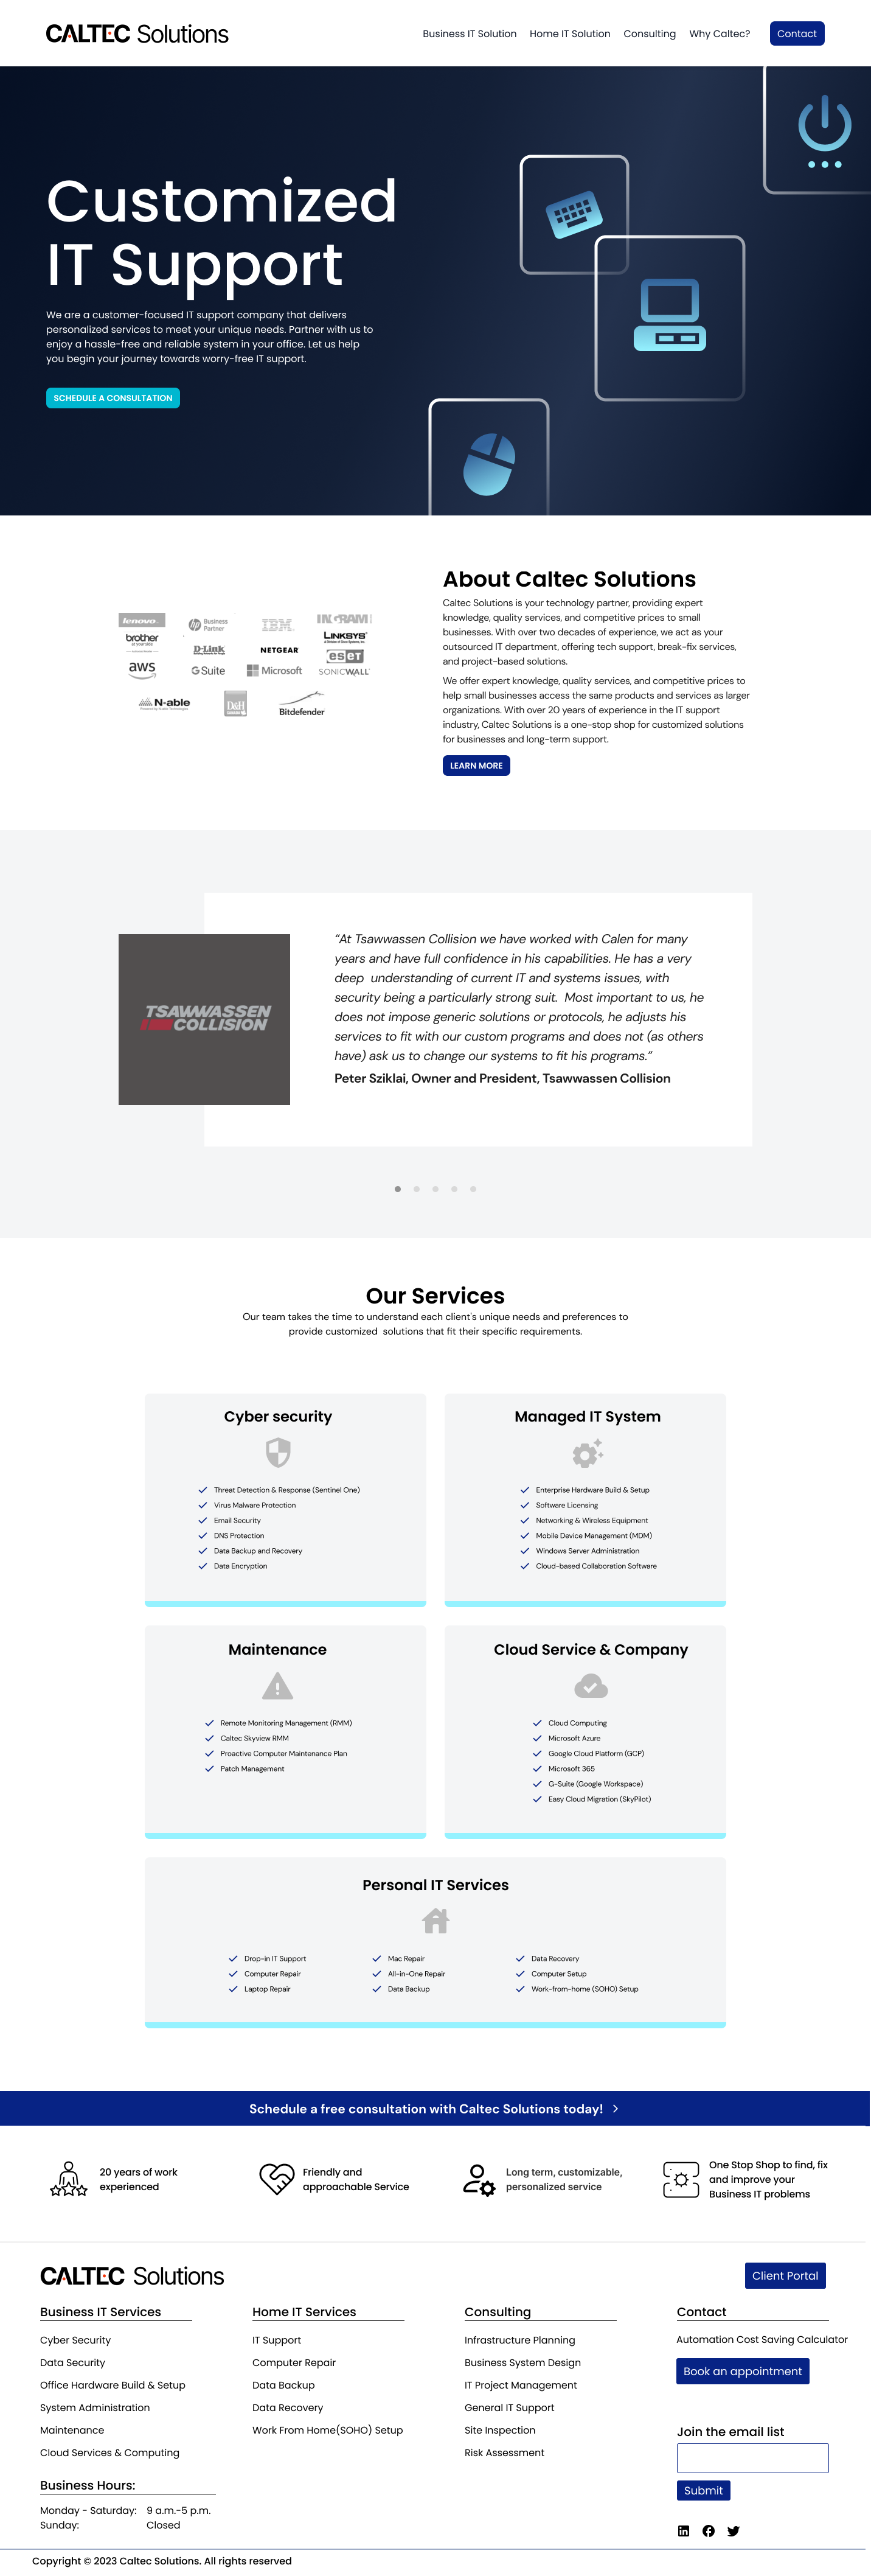 CALTEC Solutions
Business IT Solution
Home IT Solution
Consulting
Why Caltec?
Contact
Customized
IT Support
We are a customer-focused IT support company that delivers
personalized services to meet your unique needs. Partner with us to
enjoy a hassle-free and reliable system in your office. Let us help
you begin your journey towards worry-free IT support.
SCHEDULE A CONSULTATION
lenovo
hp Business Partner
IBM
INGRAM
brother
at your side
D-Link
NETGEAR
LINKSYS
eset
aws
G Suite
Microsoft
SONICWALL
N-able
D&H
Bitdefender
About Caltec Solutions
Caltec Solutions is your technology partner, providing expert
knowledge, quality services, and competitive prices to small
businesses. With over two decades of experience, we act as your
outsourced IT department, offering tech support, break-fix services,
and project-based solutions.
We offer expert knowledge, quality services, and competitive prices to
help small businesses access the same products and services as larger
organizations. With over 20 years of experience in the IT support
industry, Caltec Solutions is a one-stop shop for customized solutions
for businesses and long-term support.
LEARN MORE
TSAWWASSEN
COLLISION
“At Tsawwassen Collision we have worked with Calen for many
years and have full confidence in his capabilities. He has a very
deep  understanding of current IT and systems issues, with
security being a particularly strong suit.  Most important to us, he
does not impose generic solutions or protocols, he adjusts his
services to fit with our custom programs and does not (as others
have) ask us to change our systems to fit his programs.”
Peter Sziklai, Owner and President, Tsawwassen Collision
Our Services
Our team takes the time to understand each client's unique needs and preferences to
provide customized  solutions that fit their specific requirements.
Cyber security
Threat Detection & Response (Sentinel One)
Virus Malware Protection
Email Security
DNS Protection
Data Backup and Recovery
Data Encryption
Managed IT System
Enterprise Hardware Build & Setup
Software Licensing
Networking & Wireless Equipment
Mobile Device Management (MDM)
Windows Server Administration
Cloud-based Collaboration Software
Maintenance
Remote Monitoring Management (RMM)
Caltec Skyview RMM
Proactive Computer Maintenance Plan
Patch Management
Cloud Service & Company
Cloud Computing
Microsoft Azure
Google Cloud Platform (GCP)
Microsoft 365
G-Suite (Google Workspace)
Easy Cloud Migration (SkyPilot)
Personal IT Services
Drop-in IT Support
Computer Repair
Laptop Repair
Mac Repair
All-in-One Repair
Data Backup
Data Recovery
Computer Setup
Work-from-home (SOHO) Setup
Schedule a free consultation with Caltec Solutions today!
20 years of work
experienced
Friendly and
approachable Service
Long term, customizable,
personalized service
One Stop Shop to find, fix
and improve your
Business IT problems
CALTEC Solutions
Client Portal
Business IT Services
Cyber Security
Data Security
Office Hardware Build & Setup
System Administration
Maintenance
Cloud Services & Computing
Home IT Services
IT Support
Computer Repair
Data Backup
Data Recovery
Work From Home(SOHO) Setup
Consulting
Infrastructure Planning
Business System Design
IT Project Management
General IT Support
Site Inspection
Risk Assessment
Contact
Automation Cost Saving Calculator
Book an appointment
Business Hours:
Monday - Saturday: 9 a.m.-5 p.m.
Sunday: Closed
Join the email list
Submit
Copyright © 2023 Caltec Solutions. All rights reserved